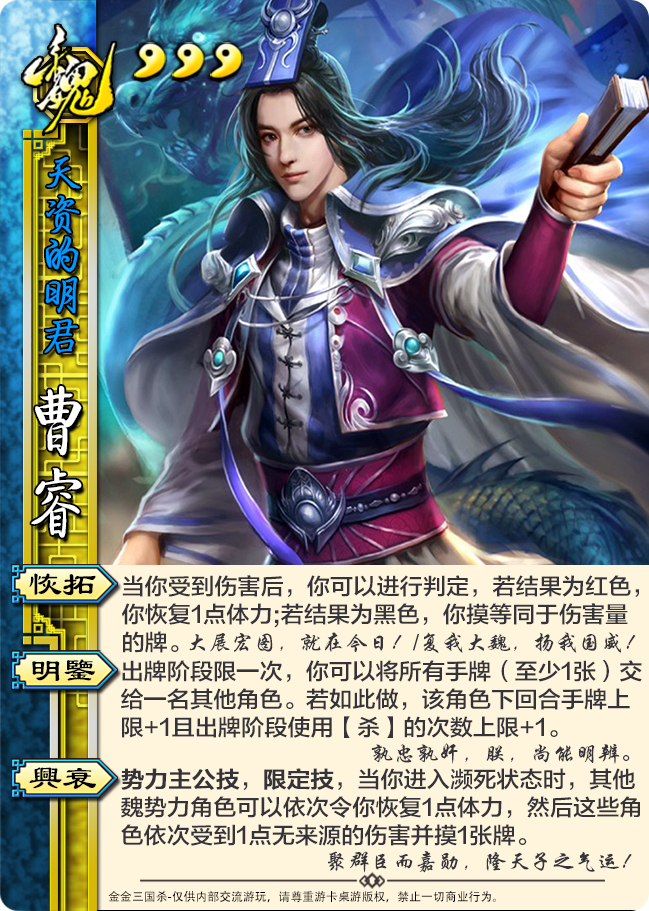 魏
天资的明君
曹睿
恢拓
当你受到伤害后，你可以进行判定，若结果为红色，
你恢复1点体力;若结果为黑色，你摸等同于伤害量
的牌。大展宏图，就在今日！/复我大魏，扬我国威！
明鑒
出牌阶段限一次，你可以将所有手牌（至少1张）交
给一名其他角色。若如此做，该角色下回合手牌上
限+1且出牌阶段使用【杀】的次数上限+1。
孰忠孰奸，朕，尚能明辨。
興衰
势力主公技，限定技，当你进入濒死状态时，其他
魏势力角色可以依次令你恢复1点体力，然后这些角
色依次受到1点无来源的伤害并摸1张牌。
聚群臣而嘉勋，隆天子之气运！
金金三国杀-仅供内部交流游玩，请尊重游卡桌游版权，禁止一切商业行为。